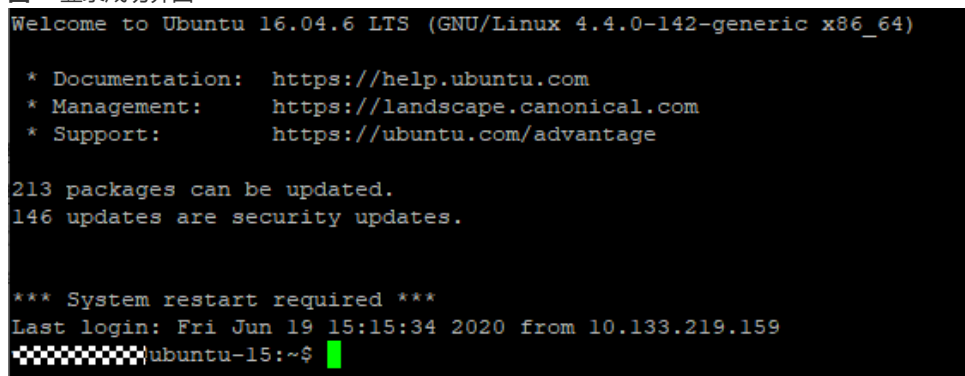 Welcome to Ubuntu 16.04.6 LTS (GNU/Linux 4.4.0-142-generic x86_64)
* Documentation: https://help.ubuntu.com
* Management: https://landscape.canonical.com
* Support: https://ubuntu.com/advantage
213 packages can be updated.
146 updates are security updates.
*** System restart required ***
Last login: Fri Jun 19 15:15:34 2020 from 10.133.219.159
ubuntu-15:~$